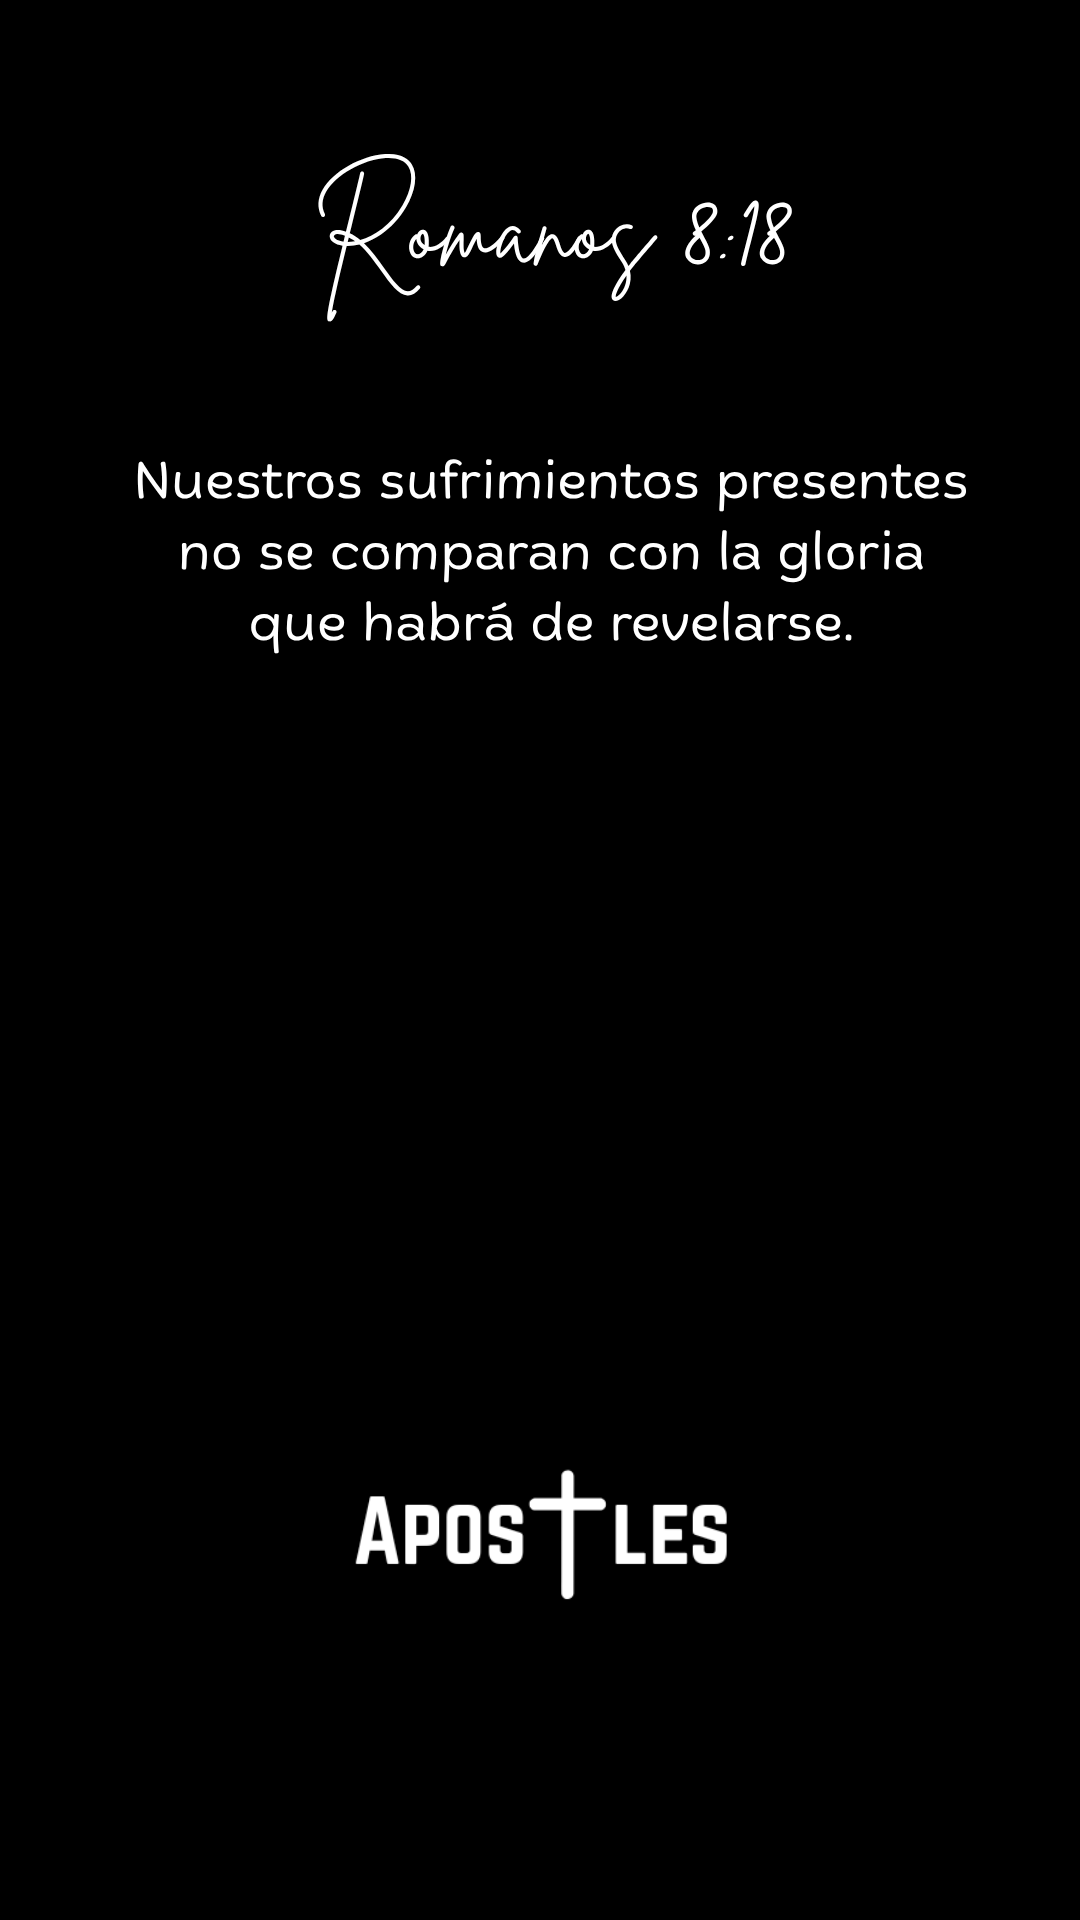 Romanos 8:18
Nuestros sufrimientos presentes
no se comparan con la gloria
que habrá de revelarse.
APOSTLES